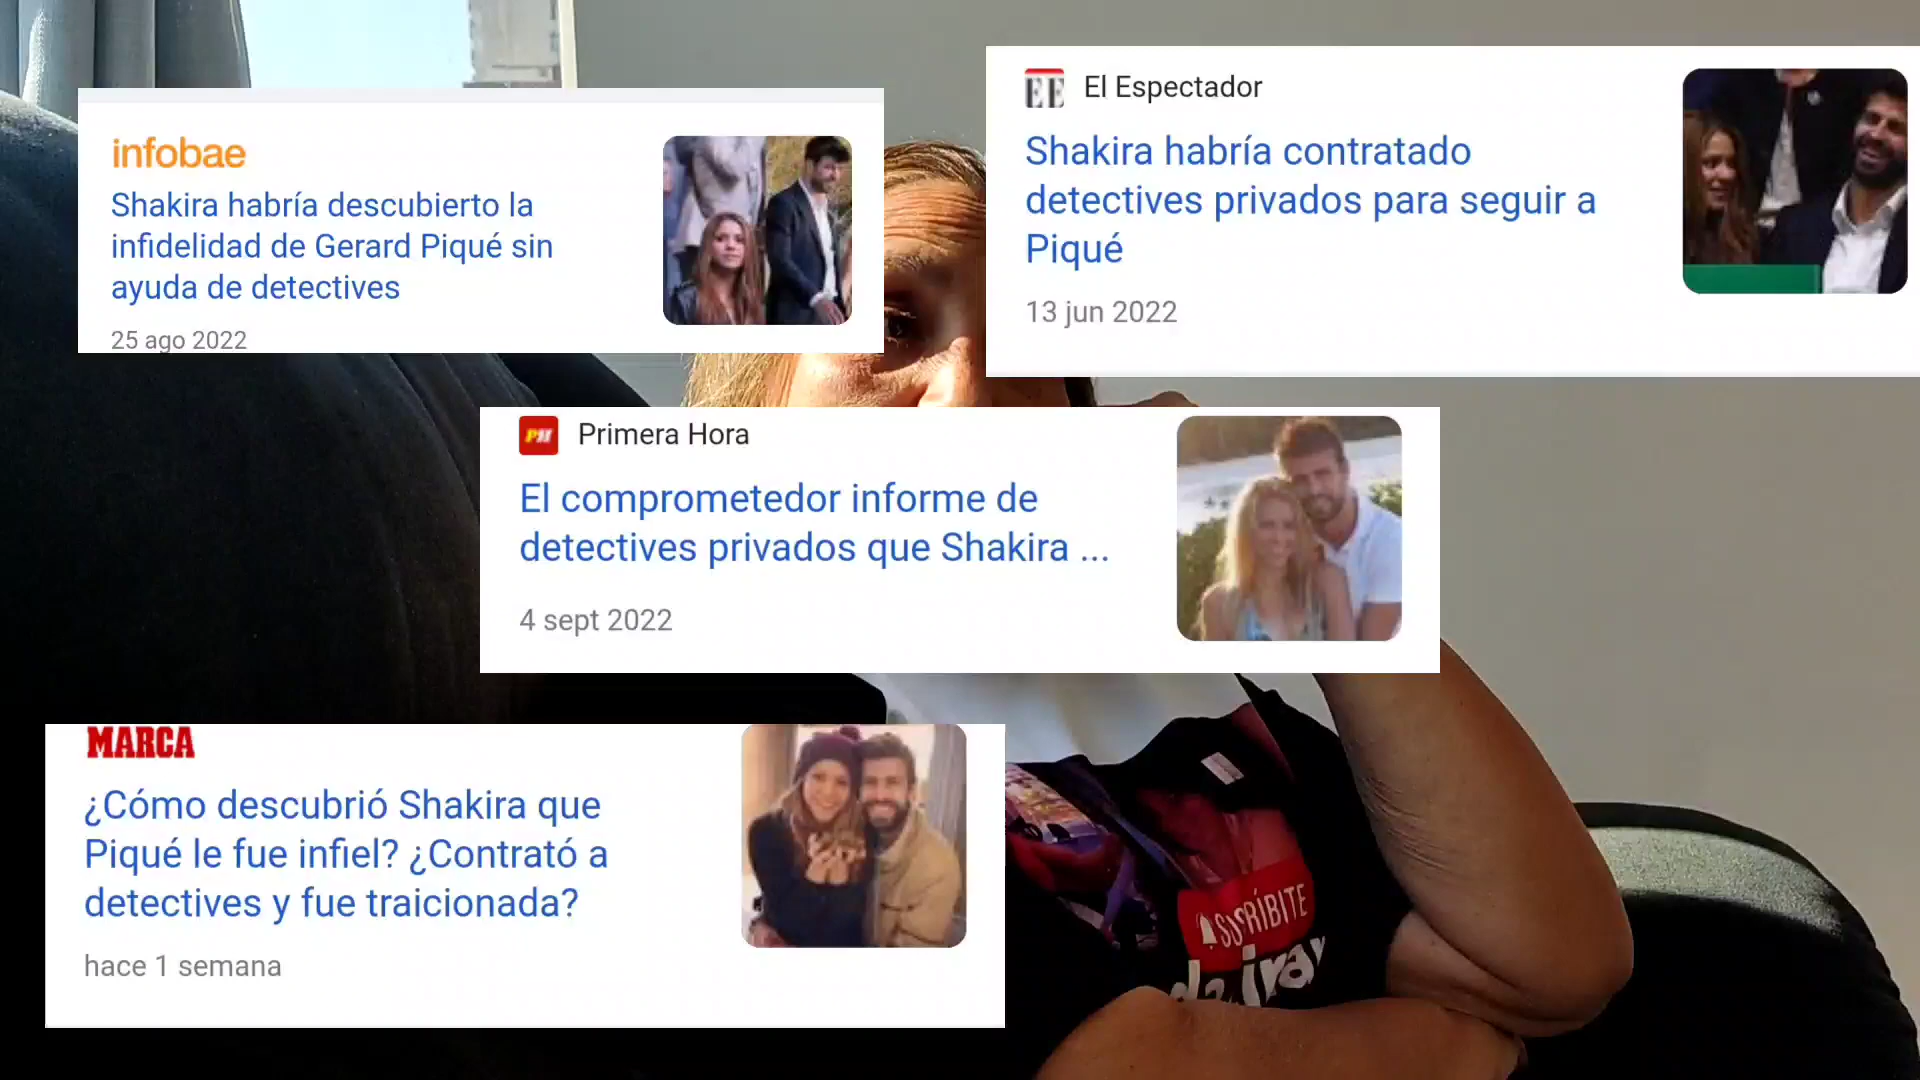 infobae
Shakira habría descubierto la
infidelidad de Gerard Piqué sin
ayuda de detectives
25 ago 2022
EE El Espectador
Shakira habría contratado
detectives privados para seguir a
Piqué
13 jun 2022
PH Primera Hora
El comprometedor informe de
detectives privados que Shakira ...
4 sept 2022
MARCA
¿Cómo descubrió Shakira que
Piqué le fue infiel? ¿Contrató a
detectives y fue traicionada?
hace 1 semana
SUSCRÍBITE